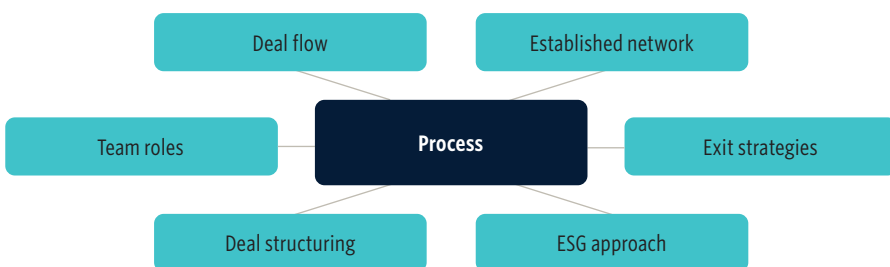 Deal flow
Established network
Team roles
Process
Exit strategies
Deal structuring
ESG approach